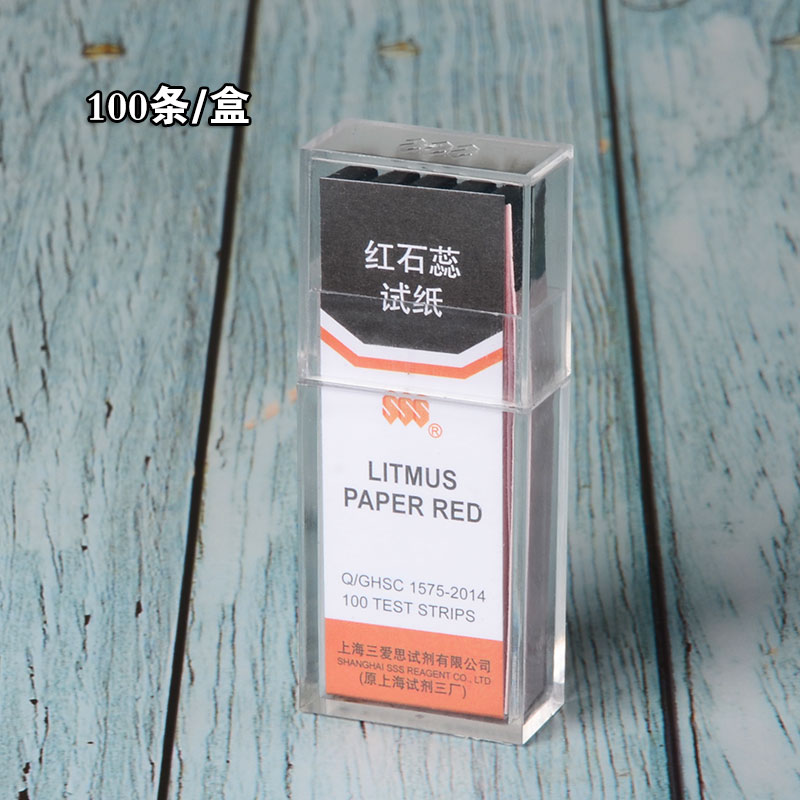 100条/盒
SSS
红石蕊
试纸
SSS®
LITMUS
PAPER RED
Q/GHSC 1575-2014
100 TEST STRIPS
上海三爱思试剂有限公司
SHANGHAI SSS REAGENT CO., LTD
(原上海试剂三厂)